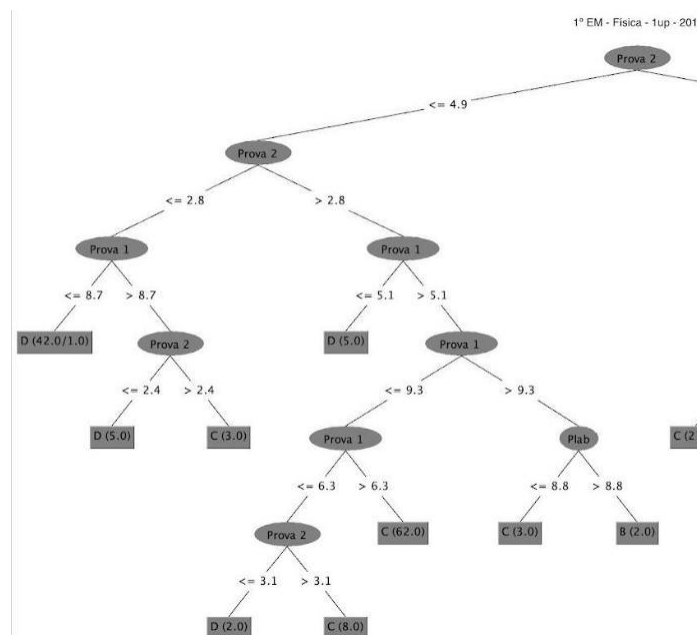 1º EM - Física - 1up - 201
Prova 2
<= 4.9
Prova 2
<= 2.8 > 2.8
Prova 1 Prova 1
<= 8.7 > 8.7 <= 5.1 > 5.1
D (42.0/1.0) Prova 2 D (5.0) Prova 1
<= 2.4 > 2.4 <= 9.3 > 9.3
D (5.0) C (3.0) Prova 1 Plab C (2
<= 6.3 > 6.3 <= 8.8 > 8.8
Prova 2 C (62.0) C (3.0) B (2.0)
<= 3.1 > 3.1
D (2.0) C (8.0)